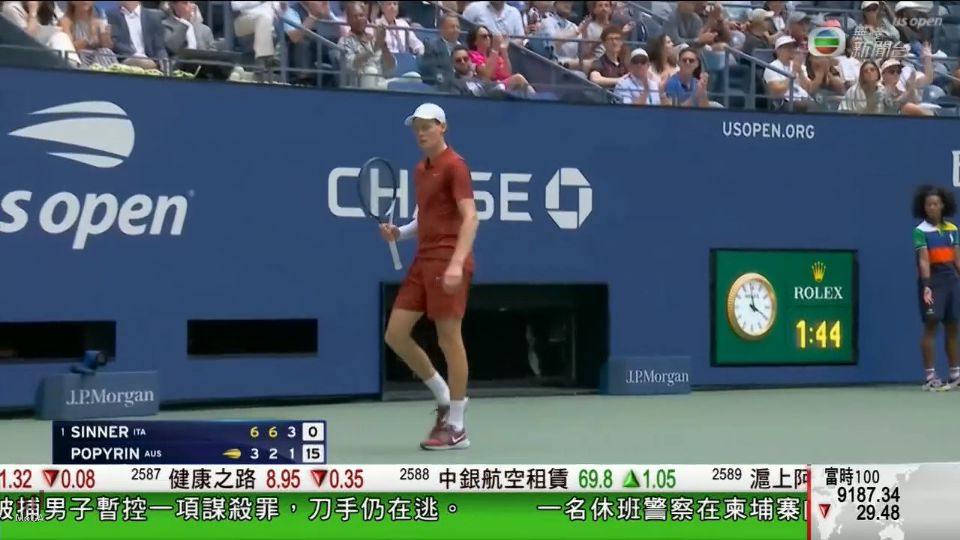 us open
無綫
新聞台
USOPEN.ORG
CHASE
s open
ROLEX
1:44
J.P.Morgan
J.P.Morgan
1 SINNER ITA 6 6 3 0
POPYRIN AUS 3 2 1 15
1.32 ▼0.08 2587 健康之路 8.95 ▼0.35 2588 中銀航空租賃 69.8 ▲1.05 2589 滬上阿
富時100
9187.34
▼ 29.48
被捕男子暫控一項謀殺罪，刀手仍在逃。 一名休班警察在柬埔寨